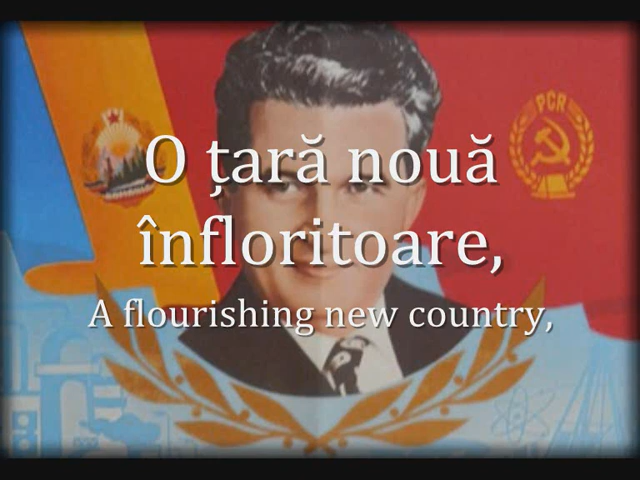 PCR
O țară nouă
înfloritoare,
A flourishing new country,